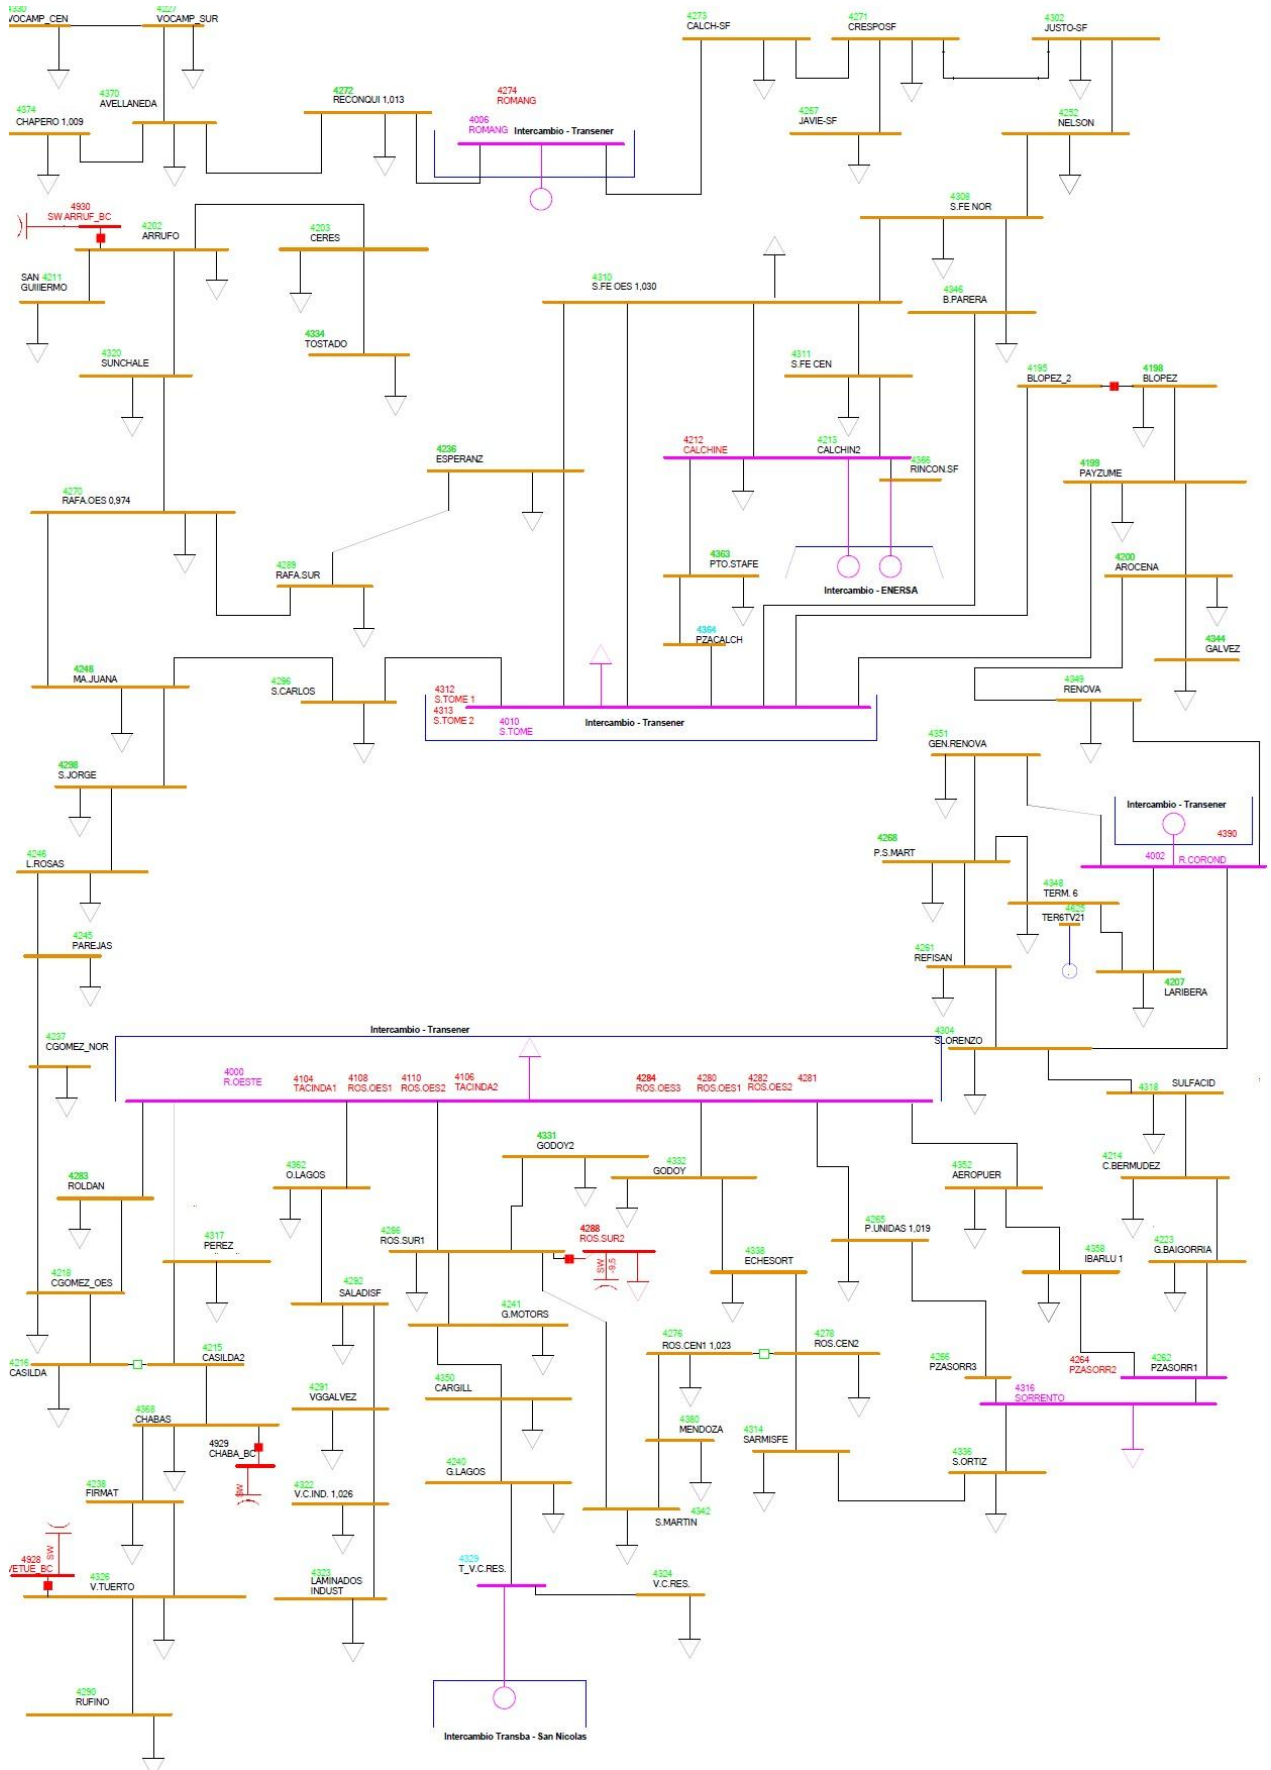 4330
VOCAMP_CEN
4227
VOCAMP_SUR
4273
CALCH-SF
4271
CRESPOSF
4302
JUSTO-SF
4370
AVELLANEDA
4272
RECONQUI 1,013
4274
ROMANG
4374
CHAPERO 1,009
4006
ROMANG
Intercambio - Transener
4267
JAVIE-SF
4252
NELSON
4930
SW ARRUF_BC
4202
ARRUFO
4203
CERES
4308
S.FE NOR
SAN 4211
GUIIERMO
4310
S.FE OES 1,030
4346
B.PARERA
4334
TOSTADO
4320
SUNCHALE
4311
S.FE CEN
4195
BLOPEZ_2
4198
BLOPEZ
4236
ESPERANZ
4212
CALCHINE
4213
CALCHIN2
4366
RINCON.SF
4199
PAYZUME
4270
RAFA.OES 0,974
4289
RAFA.SUR
4363
PTO.STAFE
4200
AROCENA
Intercambio - ENERSA
4364
PZACALCH
4344
GALVEZ
4248
MA.JUANA
4296
S.CARLOS
4349
RENOVA
4312
S.TOME 1
4313
S.TOME 2
4010
S.TOME
Intercambio - Transener
4351
GEN.RENOVA
4298
S.JORGE
Intercambio - Transener
4390
4246
L.ROSAS
4268
P.S.MART
4002 R.COROND
4348
TERM. 6
4625
TER6TV21
4245
PAREJAS
4261
REFISAN
4207
LARIBERA
4237
CGOMEZ_NOR
Intercambio - Transener
4304
S.LORENZO
4000
R.OESTE
4104
TACINDA1
4108
ROS.OES1
4110
ROS.OES2
4106
TACINDA2
4284
ROS.OES3
4280
ROS.OES1
4282
ROS.OES2
4281
4318
SULFACID
4283
ROLDAN
4362
O.LAGOS
4331
GODOY2
4332
GODOY
4352
AEROPUER
4214
C.BERMUDEZ
4317
PEREZ
4286
ROS.SUR1
4288
ROS.SUR2
4265
P.UNIDAS 1,019
4358
IBARLU 1
4223
G.BAIGORRIA
4218
CGOMEZ_OES
4292
SALADISF
SW
-9.5
4338
ECHESORT
4241
G.MOTORS
4216
CASILDA
4215
CASILDA2
4276
ROS.CEN1 1,023
4278
ROS.CEN2
4266
PZASORR3
4264
PZASORR2
4262
PZASORR1
4350
CARGILL
4291
VGGALVEZ
4316
SORRENTO
4368
CHABAS
4929
CHABA_BC
SW
4380
MENDOZA
4314
SARMISFE
4336
S.ORTIZ
4238
FIRMAT
4322
V.C.IND. 1,026
4240
G.LAGOS
S.MARTIN 4342
SW
4928
VETUE_BC
4326
V.TUERTO
4323
LAMINADOS
INDUST
4329
T_V.C.RES.
4324
V.C.RES.
4290
RUFINO
Intercambio Transba - San Nicolas